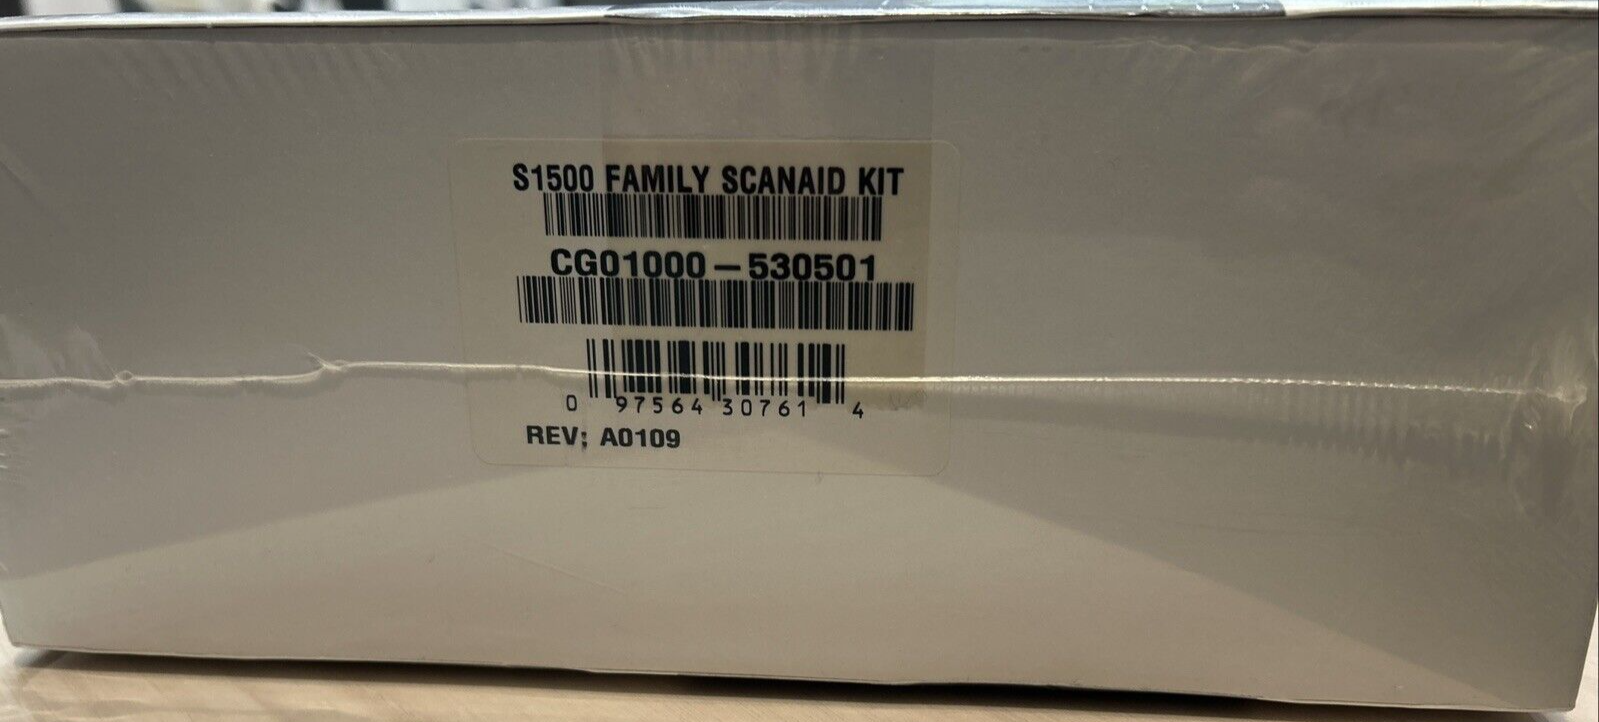 S1500 FAMILY SCANAID KIT
CG01000-530501
0 97564 30761 4
REV: A0109